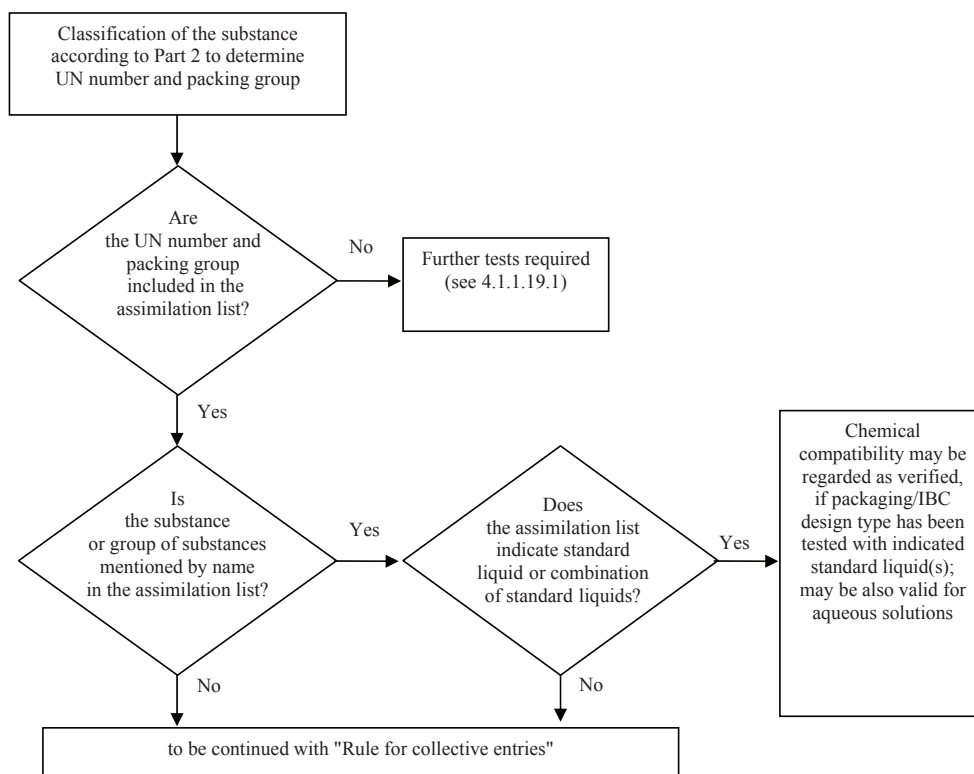 Classification of the substance
according to Part 2 to determine
UN number and packing group
Are
the UN number and
packing group
included in the
assimilation list?
No
Further tests required
(see 4.1.1.19.1)
Yes
Is
the substance
or group of substances
mentioned by name
in the assimilation list?
Yes
Does
the assimilation list
indicate standard
liquid or combination
of standard liquids?
Yes
Chemical
compatibility may be
regarded as verified,
if packaging/IBC
design type has been
tested with indicated
standard liquid(s);
may be also valid for
aqueous solutions
No
No
to be continued with "Rule for collective entries"